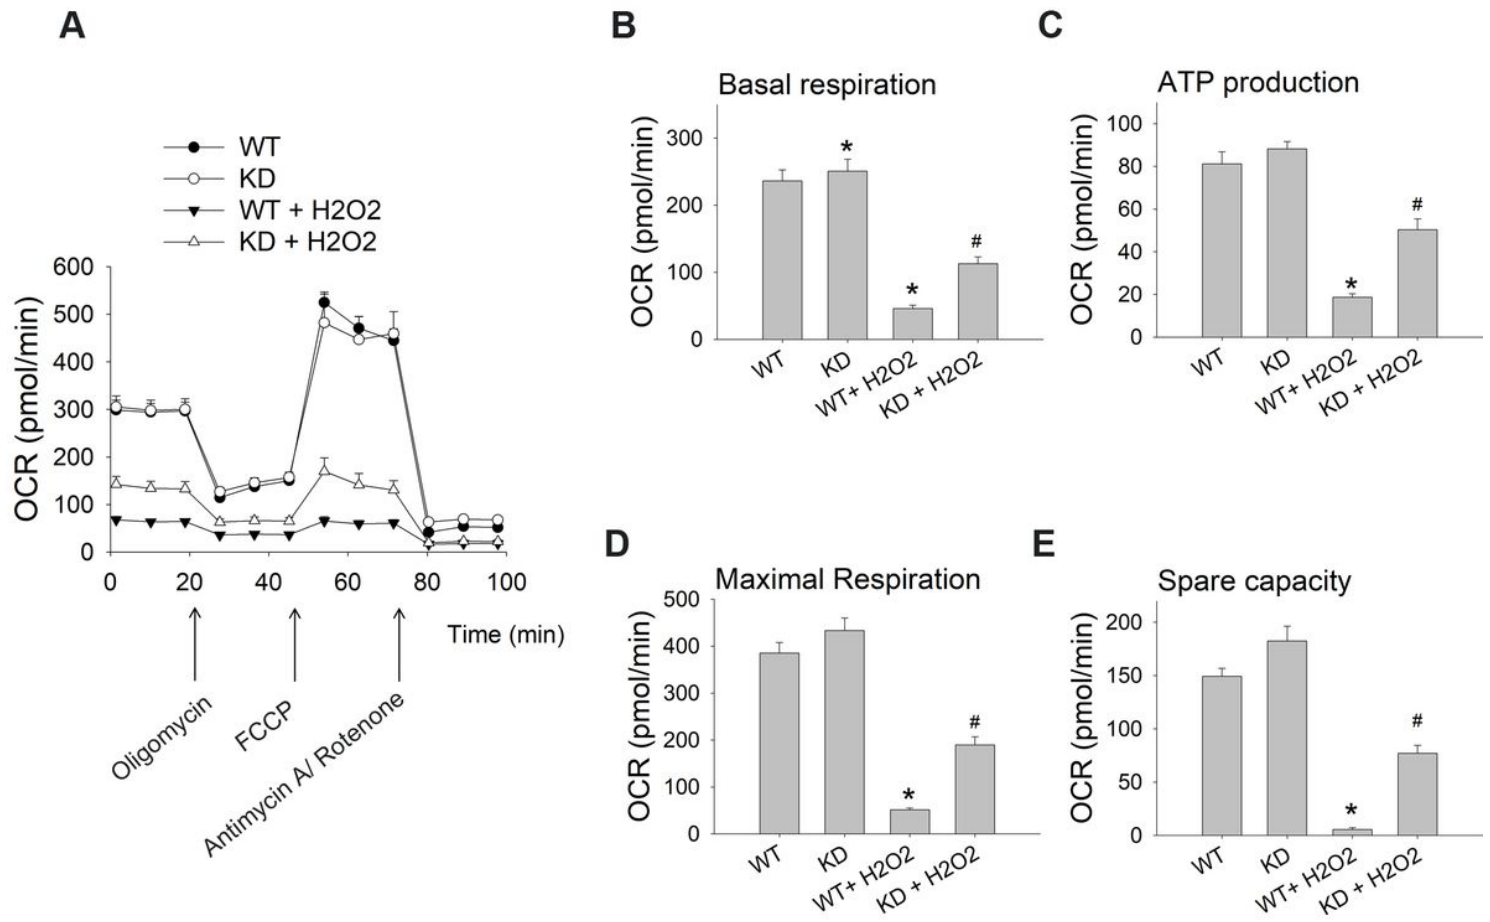 A
WT
KD
WT + H2O2
KD + H2O2
OCR (pmol/min)
600
500
400
300
200
100
0
0 20 40 60 80 100
Time (min)
Oligomycin
FCCP
Antimycin A/ Rotenone
B
Basal respiration
OCR (pmol/min)
300
200
100
0
*
*
#
WT
KD
WT+ H2O2
KD + H2O2
C
ATP production
OCR (pmol/min)
100
80
60
40
20
0
*
#
WT
KD
WT+ H2O2
KD + H2O2
D
Maximal Respiration
OCR (pmol/min)
500
400
300
200
100
0
*
#
WT
KD
WT+ H2O2
KD + H2O2
E
Spare capacity
OCR (pmol/min)
200
150
100
50
0
*
#
WT
KD
WT+ H2O2
KD + H2O2